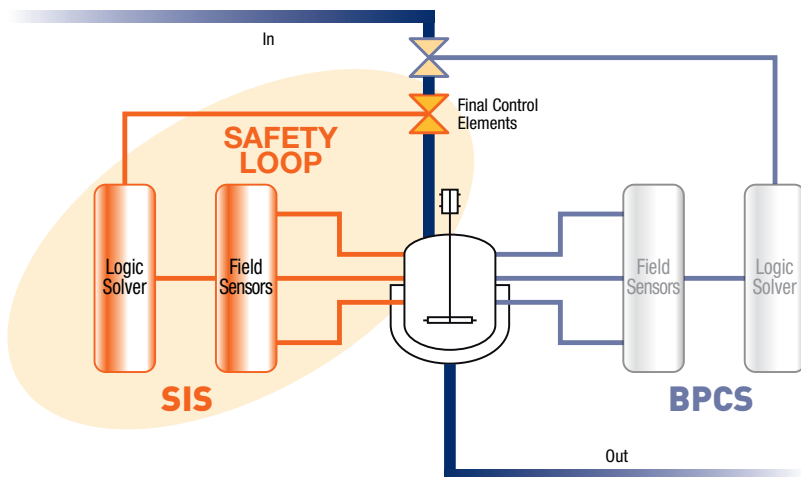 In
Final Control
Elements
SAFETY
LOOP
Logic
Solver
Field
Sensors
Field
Sensors
Logic
Solver
SIS
BPCS
Out